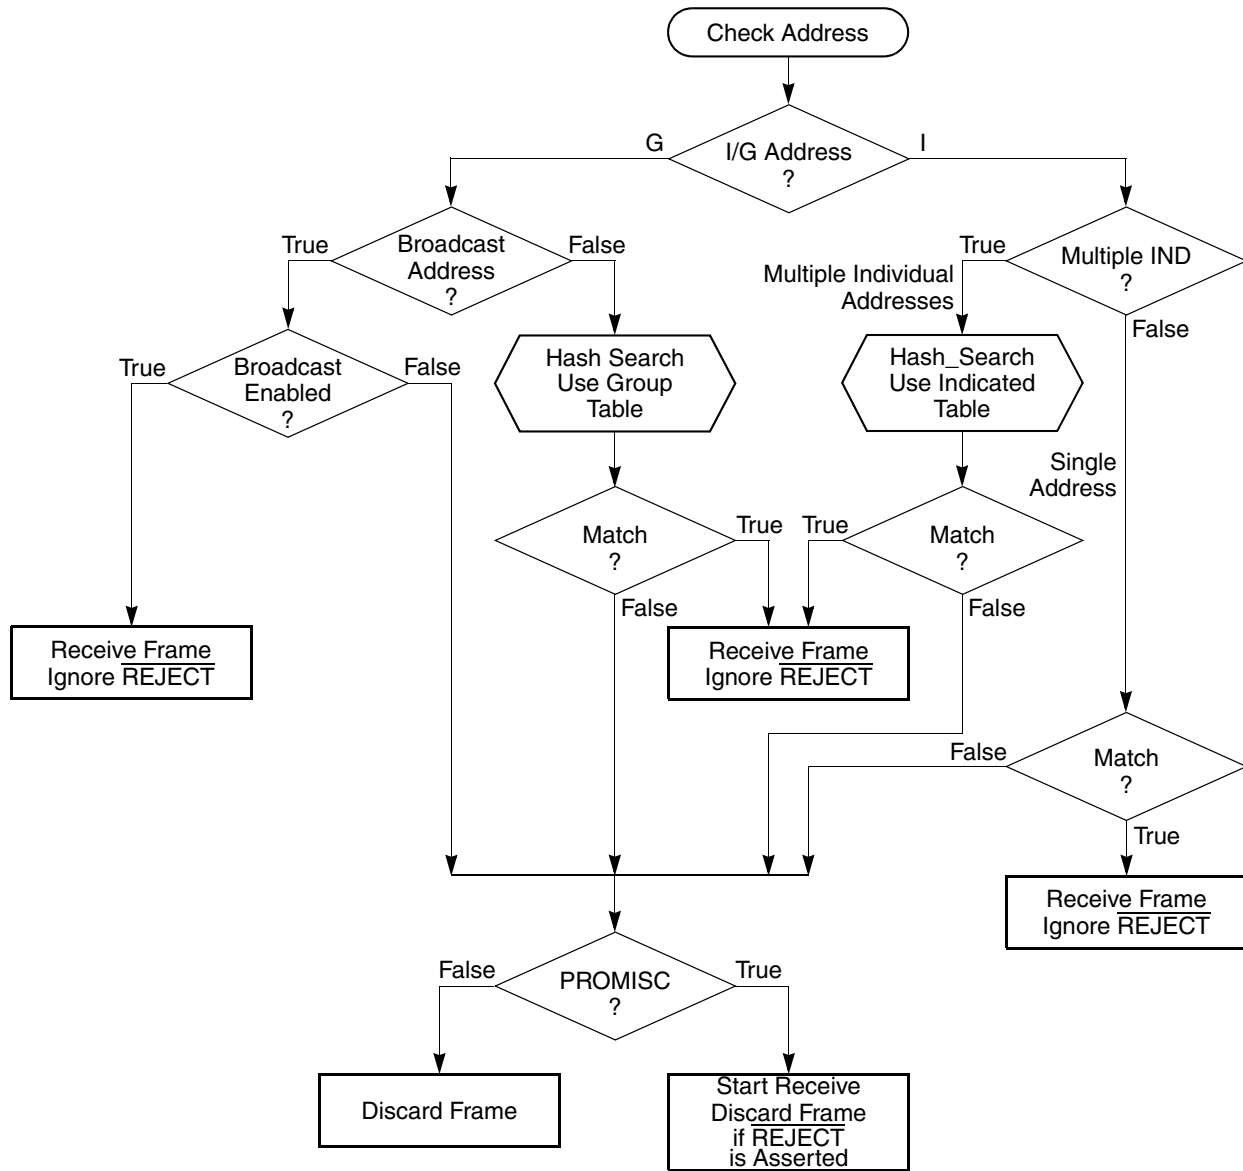 Check Address
G
I/G Address
?
I
True
Broadcast
Address
?
False
True
Multiple IND
?
Multiple Individual
Addresses
False
True
Broadcast
Enabled
?
False
Hash Search
Use Group
Table
Hash_Search
Use Indicated
Table
Single
Address
Match
?
True
False
True
Match
?
False
Receive Frame
Ignore REJECT
Receive Frame
Ignore REJECT
False
Match
?
True
Receive Frame
Ignore REJECT
False
PROMISC
?
True
Discard Frame
Start Receive
Discard Frame
if REJECT
is Asserted